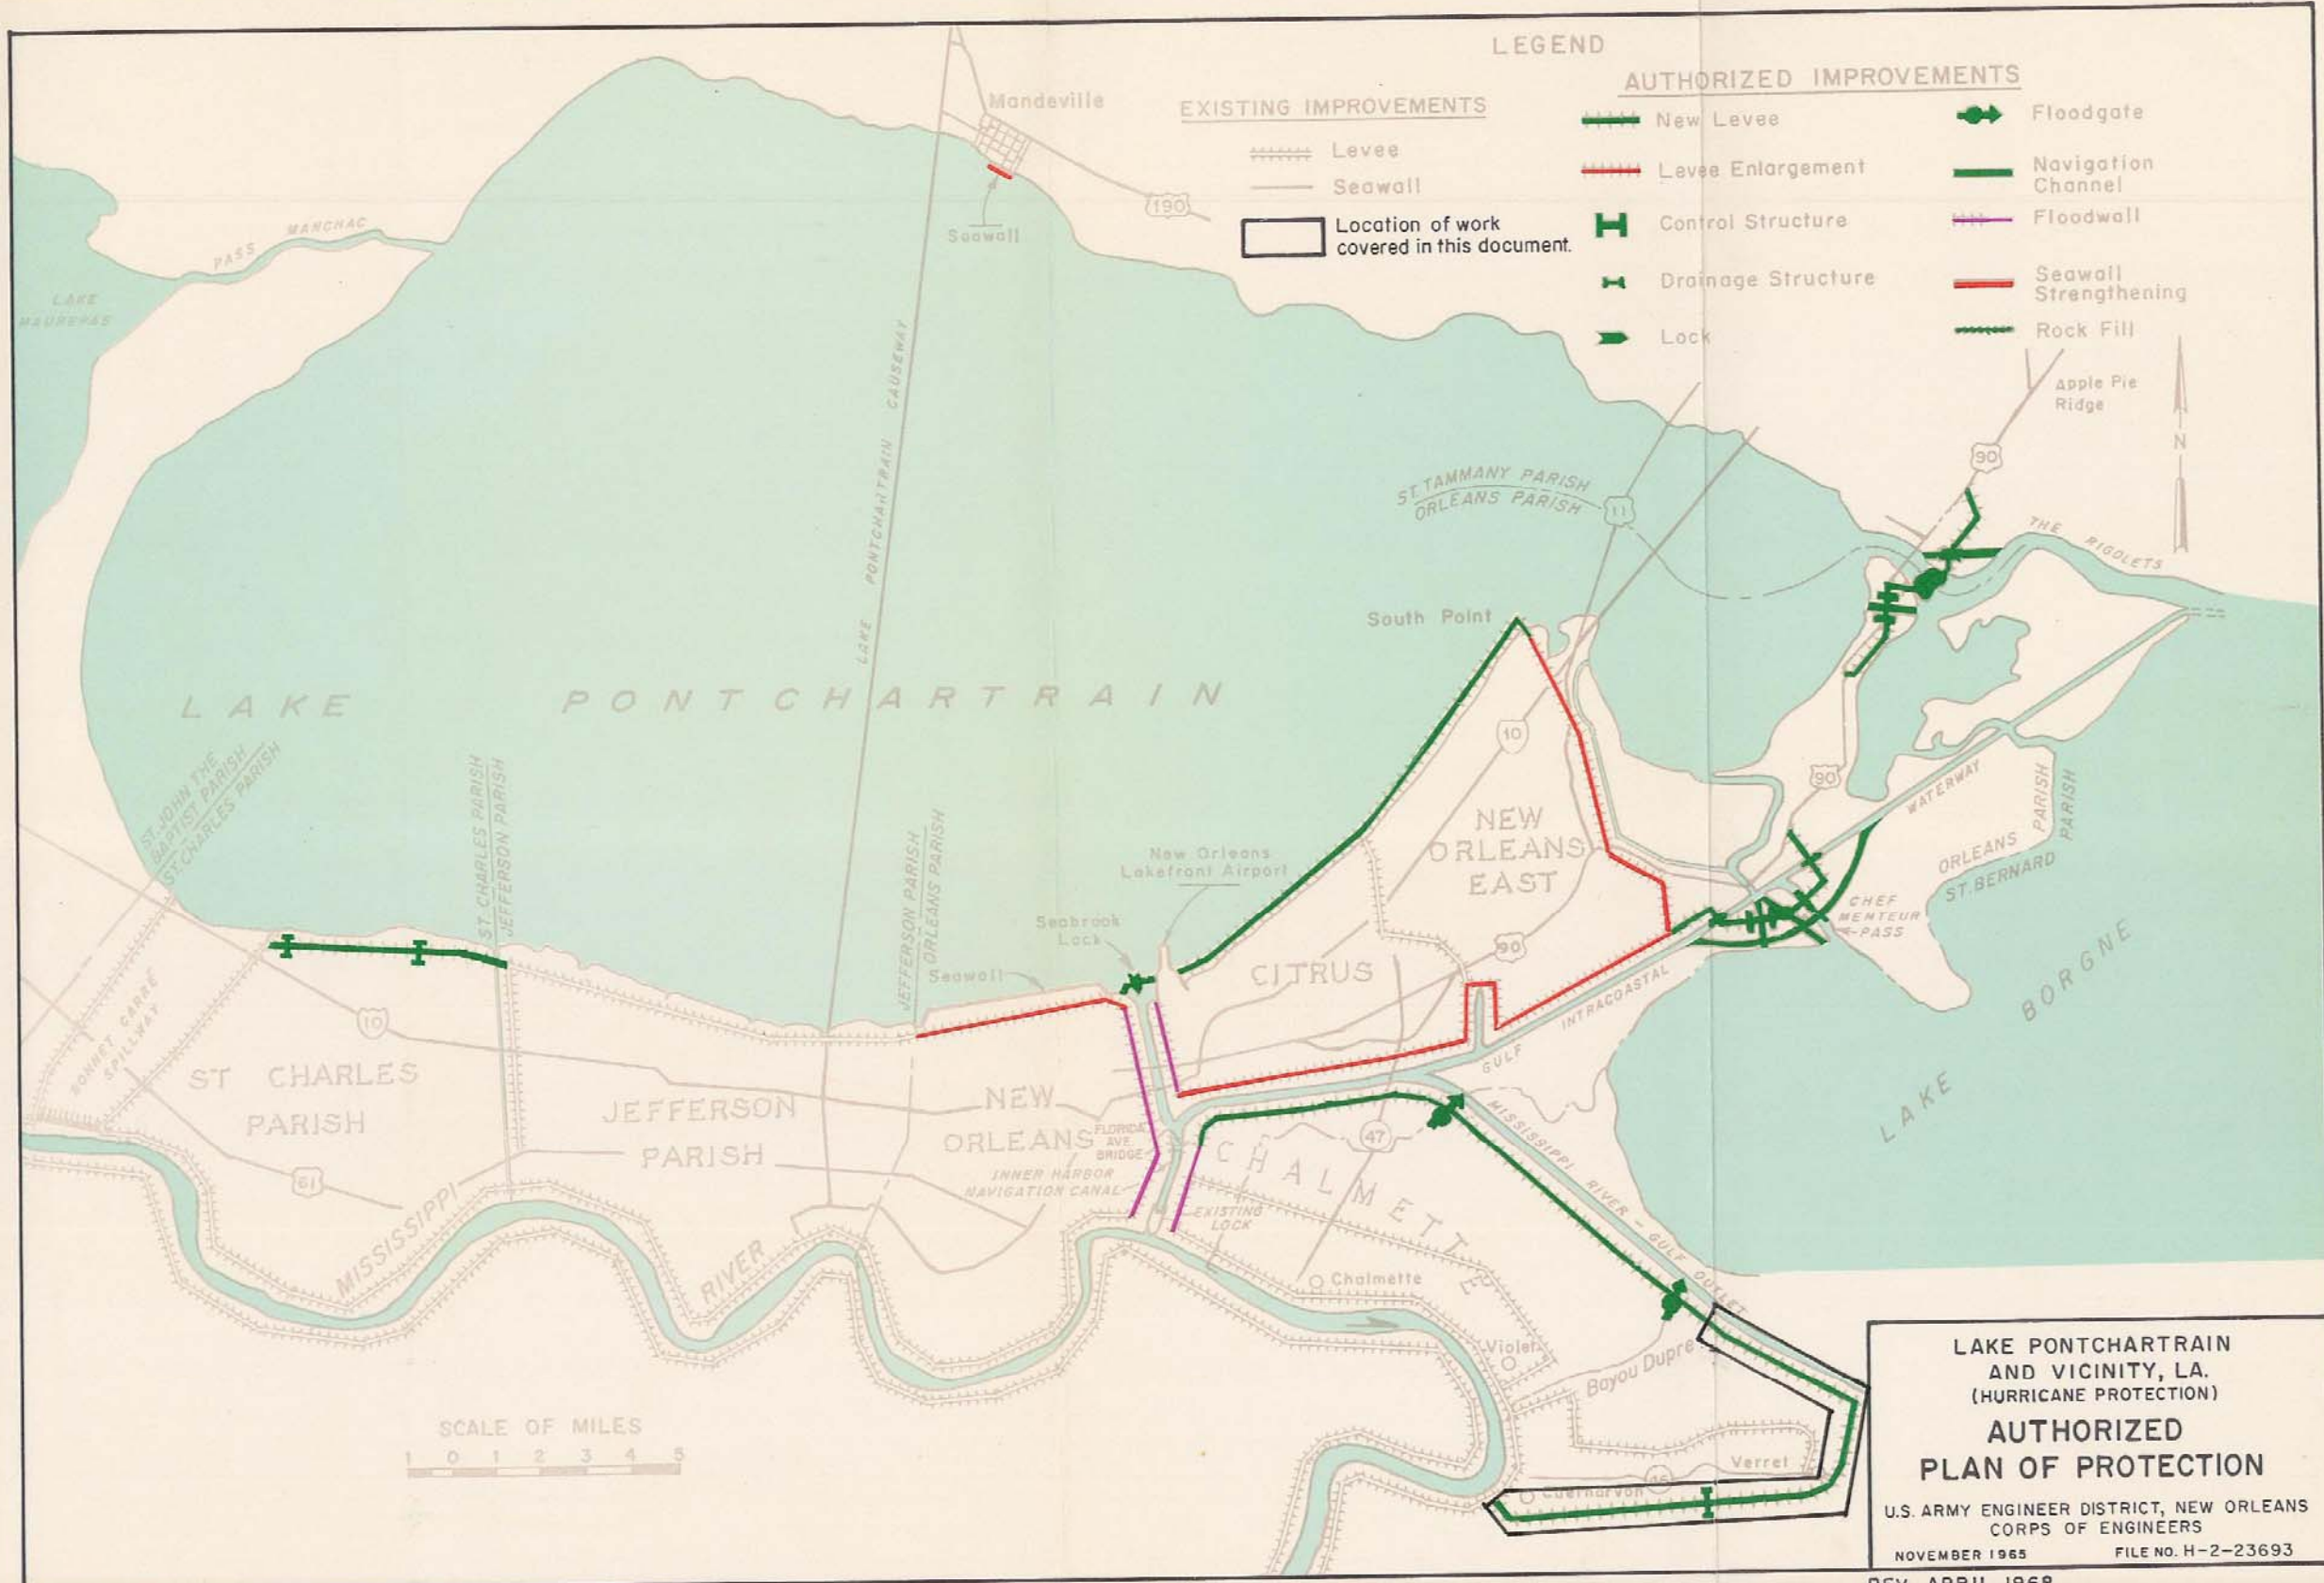 LEGEND
EXISTING IMPROVEMENTS
Levee
Seawall
Location of work
covered in this document.
AUTHORIZED IMPROVEMENTS
New Levee
Levee Enlargement
Control Structure
Drainage Structure
Lock
Floodgate
Navigation
Channel
Floodwall
Seawall
Strengthening
Rock Fill
Mandeville
Seawall
190
PASS MANCHAC
LAKE
MAUREPAS
LAKE PONTCHARTRAIN CAUSEWAY
Apple Pie
Ridge
N
90
ST. TAMMANY PARISH
ORLEANS PARISH
11
THE RIGOLETS
South Point
LAKE PONTCHARTRAIN
10
NEW
ORLEANS
EAST
90
WATERWAY
ORLEANS PARISH
ST. BERNARD PARISH
ST. JOHN THE
BAPTIST PARISH
ST. CHARLES PARISH
ST. CHARLES PARISH
JEFFERSON PARISH
JEFFERSON PARISH
ORLEANS PARISH
New Orleans
Lakefront Airport
Seabrook
Lock
Seawall
CITRUS
90
CHEF
MENTEUR
PASS
INTRACOASTAL
GULF
LAKE BORGNE
BONNET CARRE
SPILLWAY
10
ST CHARLES
PARISH
61
JEFFERSON
PARISH
NEW
ORLEANS
FLORIDA
AVE.
BRIDGE
INNER HARBOR
NAVIGATION CANAL
EXISTING
LOCK
CHALMETTE
47
MISSISSIPPI RIVER - GULF OUTLET
MISSISSIPPI RIVER
Chalmette
Violet
Bayou Dupre
Verret
46
Caernarvon
SCALE OF MILES
1 0 1 2 3 4 5
LAKE PONTCHARTRAIN
AND VICINITY, LA.
(HURRICANE PROTECTION)
AUTHORIZED
PLAN OF PROTECTION
U.S. ARMY ENGINEER DISTRICT, NEW ORLEANS
CORPS OF ENGINEERS
NOVEMBER 1965 FILE NO. H-2-23693
REV. APRIL 1968